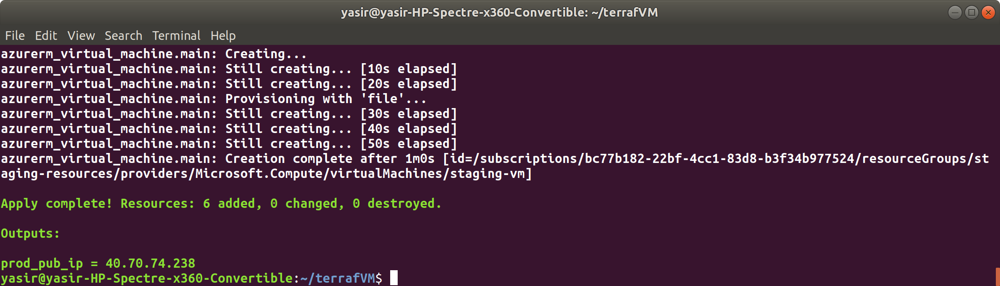 yasir@yasir-HP-Spectre-x360-Convertible: ~/terrafVM
File Edit View Search Terminal Help
azurerm_virtual_machine.main: Creating...
azurerm_virtual_machine.main: Still creating... [10s elapsed]
azurerm_virtual_machine.main: Still creating... [20s elapsed]
azurerm_virtual_machine.main: Provisioning with 'file'...
azurerm_virtual_machine.main: Still creating... [30s elapsed]
azurerm_virtual_machine.main: Still creating... [40s elapsed]
azurerm_virtual_machine.main: Still creating... [50s elapsed]
azurerm_virtual_machine.main: Creation complete after 1m0s [id=/subscriptions/bc77b182-22bf-4cc1-83d8-b3f34b977524/resourceGroups/st
aging-resources/providers/Microsoft.Compute/virtualMachines/staging-vm]
Apply complete! Resources: 6 added, 0 changed, 0 destroyed.
Outputs:
prod_pub_ip = 40.70.74.238
yasir@yasir-HP-Spectre-x360-Convertible:~/terrafVM$